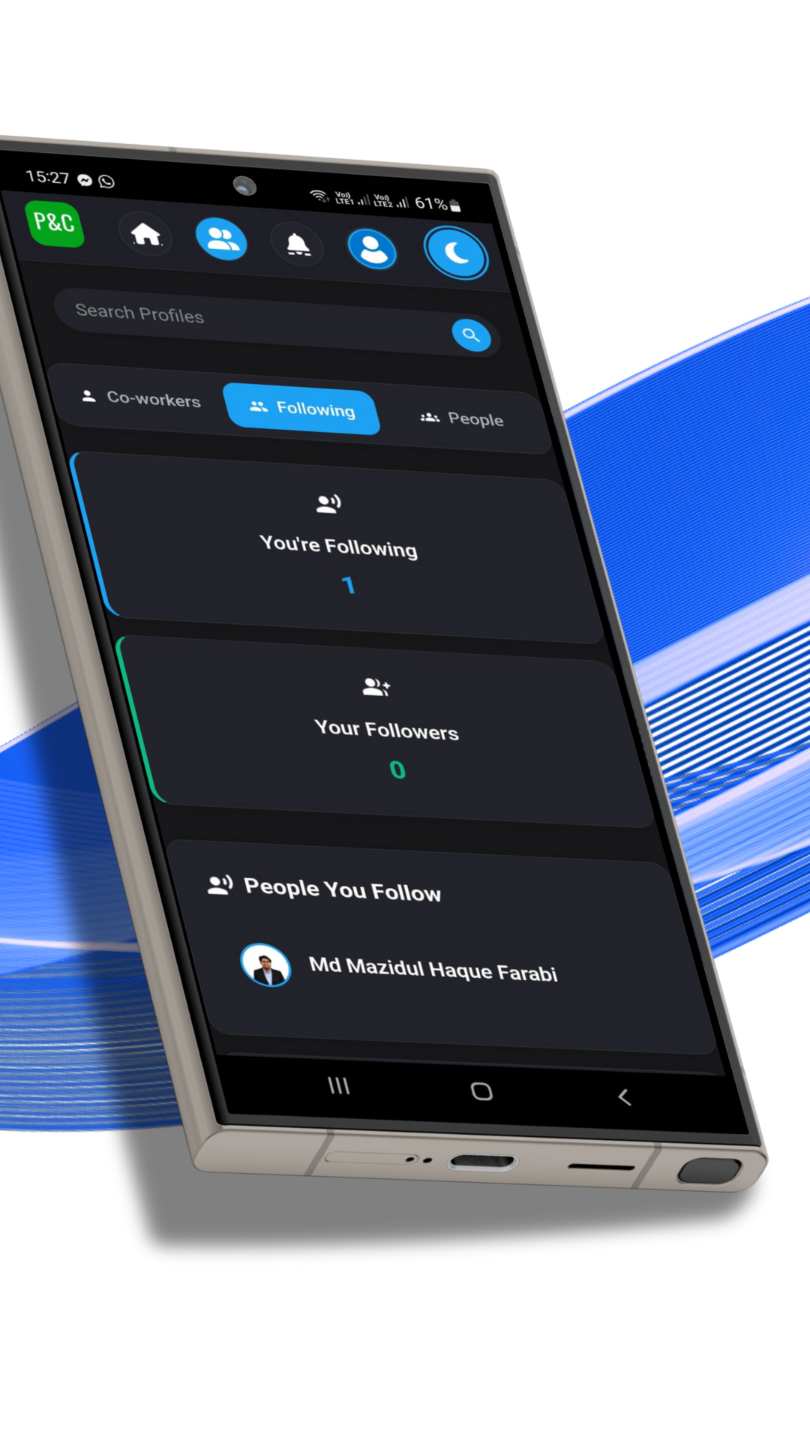 15:27
Vo)) LTE1 Vo)) LTE2 61%
P&C
Search Profiles
Co-workers Following People
You're Following
1
Your Followers
0
People You Follow
Md Mazidul Haque Farabi